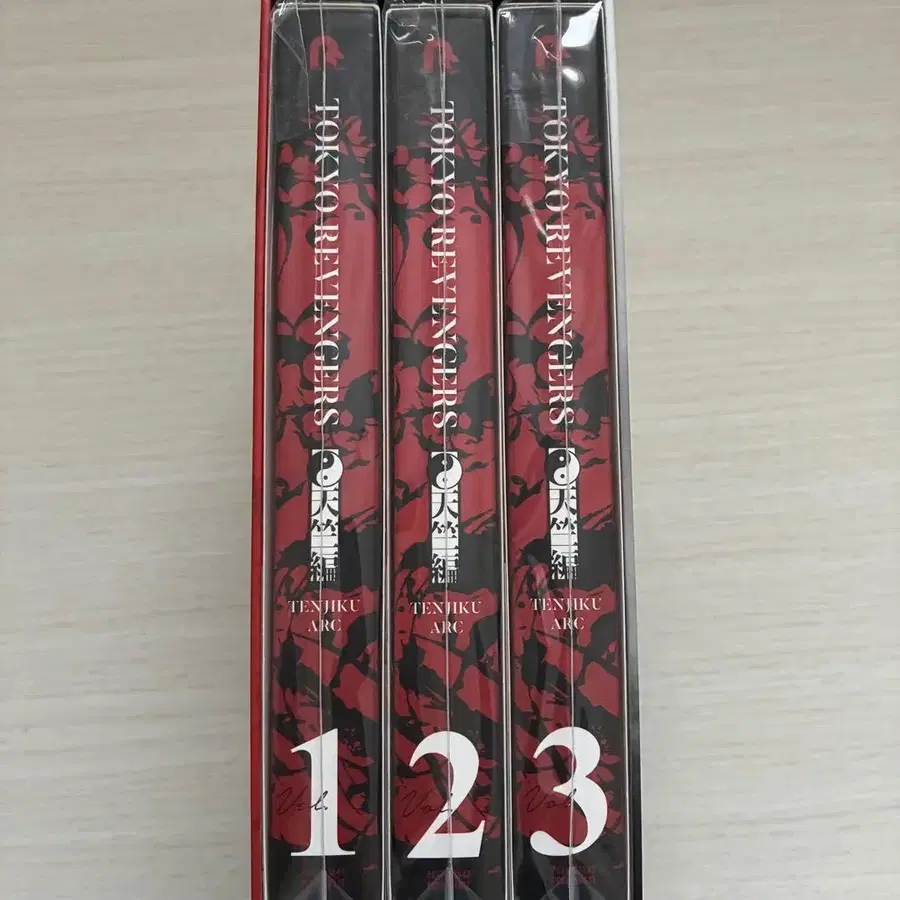 TOKYO REVENGERS
天竺編
TENJIKU
ARC
Vol.
1
TOKYO REVENGERS
天竺編
TENJIKU
ARC
Vol.
2
TOKYO REVENGERS
天竺編
TENJIKU
ARC
Vol.
3